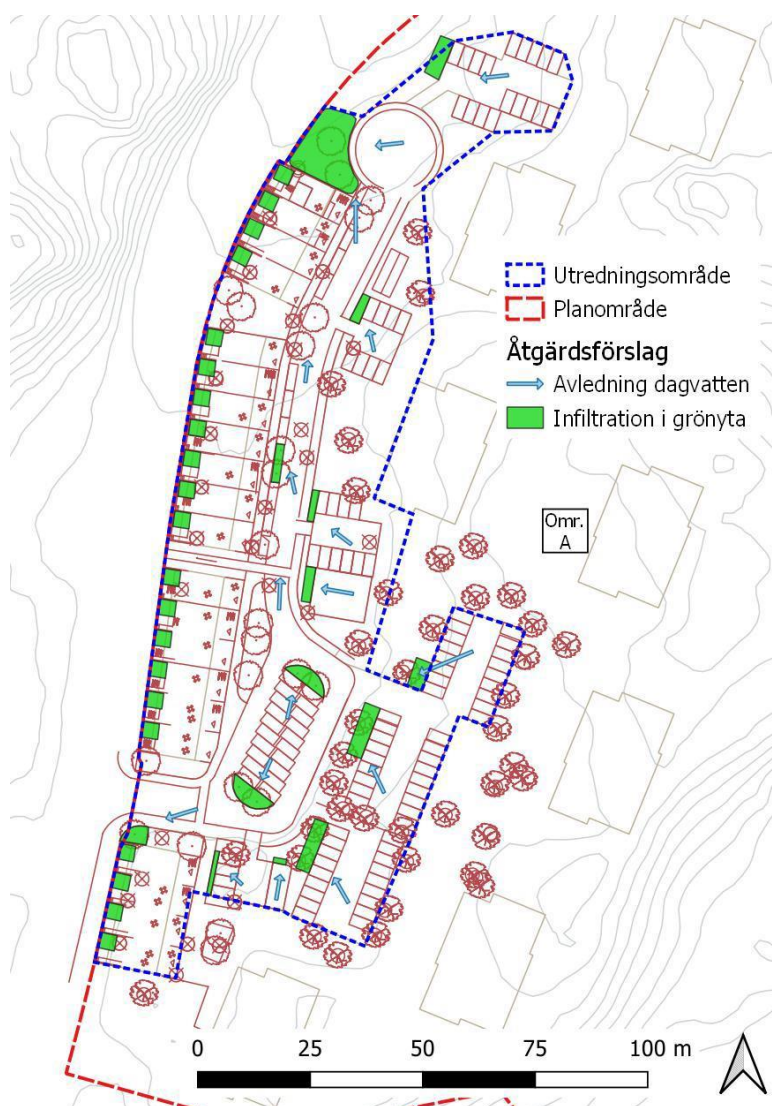 Utredningsområde
Planområde
Åtgärdsförslag
Avledning dagvatten
Infiltration i grönyta
Omr.
A
0 25 50 75 100 m